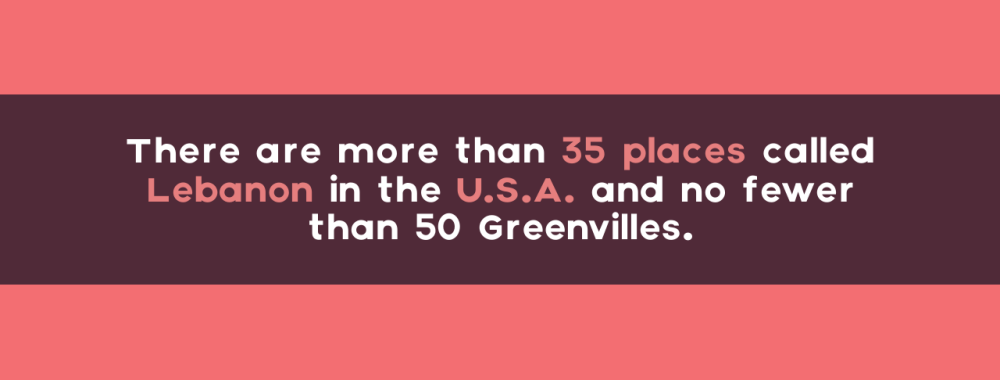 There are more than 35 places called
Lebanon in the U.S.A. and no fewer
than 50 Greenvilles.